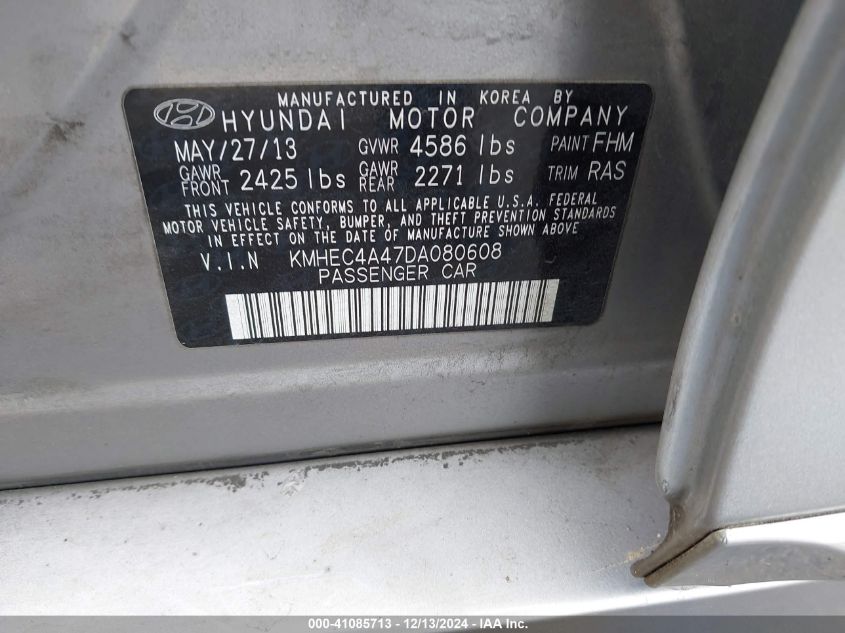 MANUFACTURED IN KOREA BY
HYUNDAI MOTOR COMPANY
MAY/27/13 GVWR 4586 lbs PAINT FHM
GAWR FRONT 2425 lbs GAWR REAR 2271 lbs TRIM RAS
THIS VEHICLE CONFORMS TO ALL APPLICABLE U.S.A. FEDERAL
MOTOR VEHICLE SAFETY, BUMPER, AND THEFT PREVENTION STANDARDS
IN EFFECT ON THE DATE OF MANUFACTURE SHOWN ABOVE.
V.I.N KMHEC4A47DA080608
PASSENGER CAR
000-41085713 - 12/13/2024 - IAA Inc.